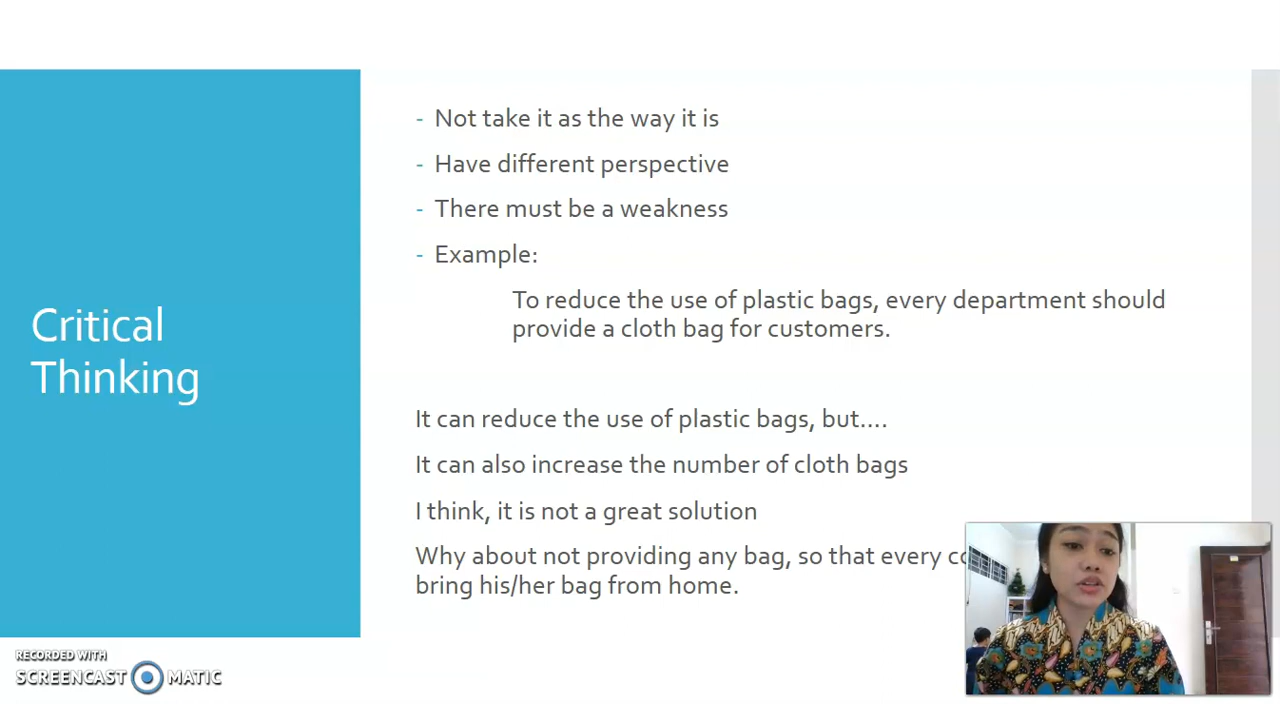 Critical
Thinking
- Not take it as the way it is
- Have different perspective
- There must be a weakness
- Example:
To reduce the use of plastic bags, every department should
provide a cloth bag for customers.
It can reduce the use of plastic bags, but....
It can also increase the number of cloth bags
I think, it is not a great solution
Why about not providing any bag, so that every
bring his/her bag from home.
RECORDED WITH
SCREENCAST MATIC